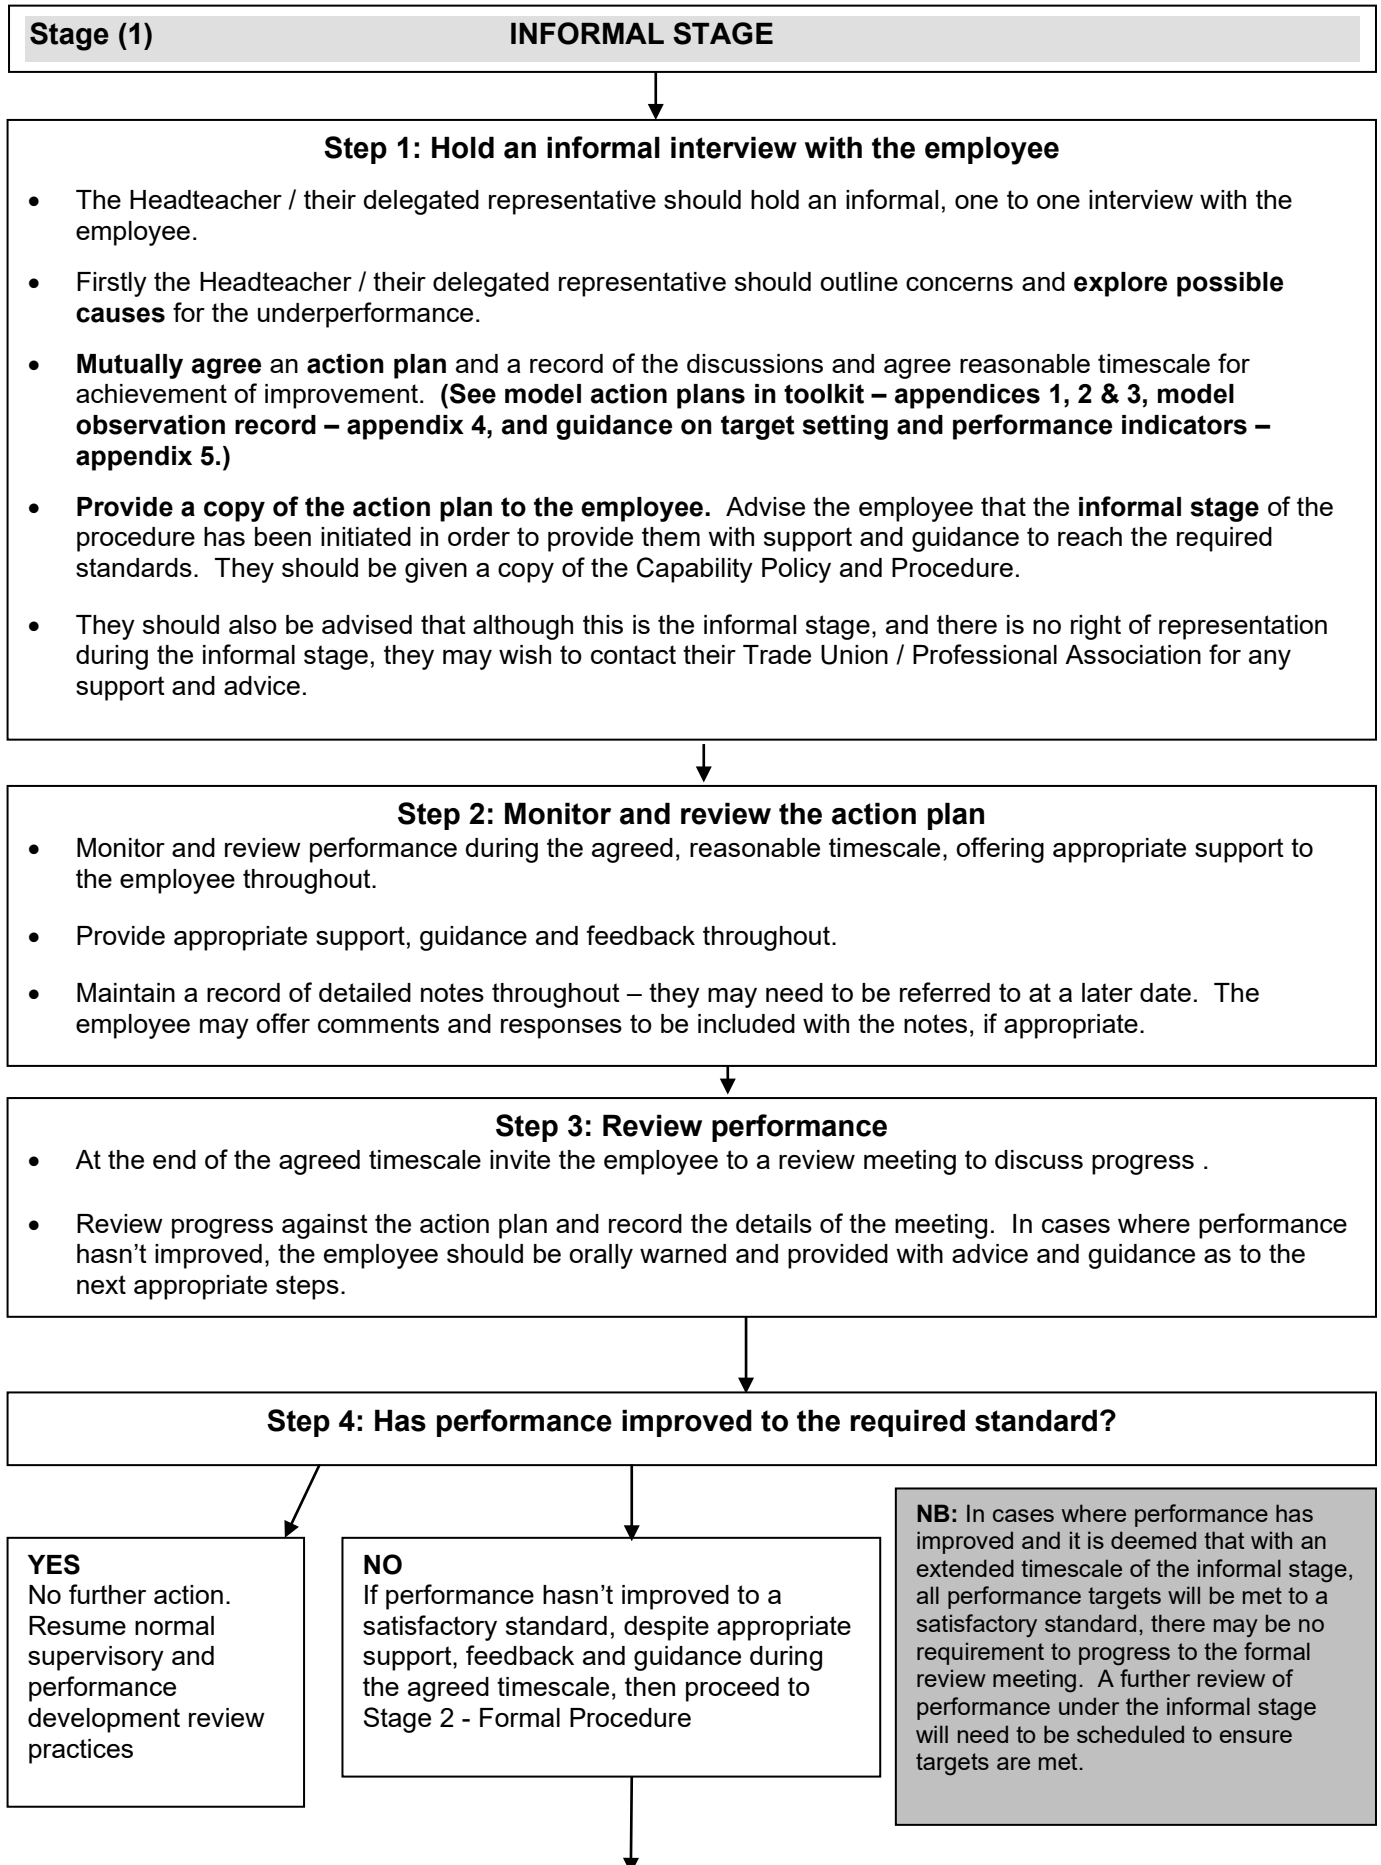 Stage (1) INFORMAL STAGE
Step 1: Hold an informal interview with the employee
• The Headteacher / their delegated representative should hold an informal, one to one interview with the
employee.
• Firstly the Headteacher / their delegated representative should outline concerns and explore possible
causes for the underperformance.
• Mutually agree an action plan and a record of the discussions and agree reasonable timescale for
achievement of improvement. (See model action plans in toolkit – appendices 1, 2 & 3, model
observation record – appendix 4, and guidance on target setting and performance indicators –
appendix 5.)
• Provide a copy of the action plan to the employee. Advise the employee that the informal stage of the
procedure has been initiated in order to provide them with support and guidance to reach the required
standards. They should be given a copy of the Capability Policy and Procedure.
• They should also be advised that although this is the informal stage, and there is no right of representation
during the informal stage, they may wish to contact their Trade Union / Professional Association for any
support and advice.
Step 2: Monitor and review the action plan
• Monitor and review performance during the agreed, reasonable timescale, offering appropriate support to
the employee throughout.
• Provide appropriate support, guidance and feedback throughout.
• Maintain a record of detailed notes throughout – they may need to be referred to at a later date. The
employee may offer comments and responses to be included with the notes, if appropriate.
Step 3: Review performance
• At the end of the agreed timescale invite the employee to a review meeting to discuss progress .
• Review progress against the action plan and record the details of the meeting. In cases where performance
hasn't improved, the employee should be orally warned and provided with advice and guidance as to the
next appropriate steps.
Step 4: Has performance improved to the required standard?
YES
No further action.
Resume normal
supervisory and
performance
development review
practices
NO
If performance hasn't improved to a
satisfactory standard, despite appropriate
support, feedback and guidance during
the agreed timescale, then proceed to
Stage 2 - Formal Procedure
NB: In cases where performance has
improved and it is deemed that with an
extended timescale of the informal stage,
all performance targets will be met to a
satisfactory standard, there may be no
requirement to progress to the formal
review meeting. A further review of
performance under the informal stage
will need to be scheduled to ensure
targets are met.